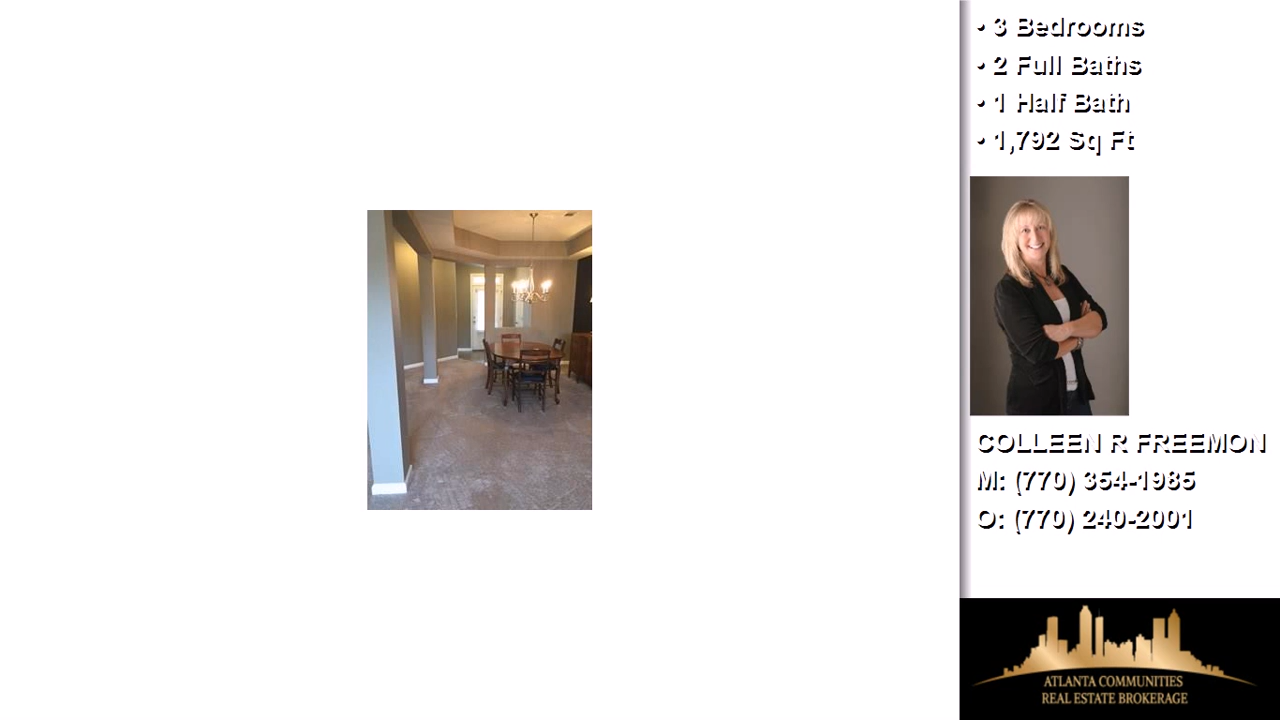 • 3 Bedrooms
• 2 Full Baths
• 1 Half Bath
• 1,792 Sq Ft
COLLEEN R FREEMON
M: (770) 354-1985
O: (770) 240-2001
ATLANTA COMMUNITIES
REAL ESTATE BROKERAGE